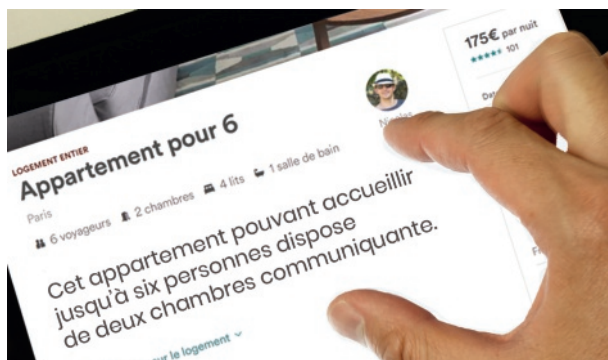 175€ par nuit
101
LOGEMENT ENTIER
Appartement pour 6
Paris
6 voyageurs 2 chambres 4 lits 1 salle de bain
Cet appartement pouvant accueillir
jusqu'à six personnes dispose
de deux chambres communiquante.
le logement